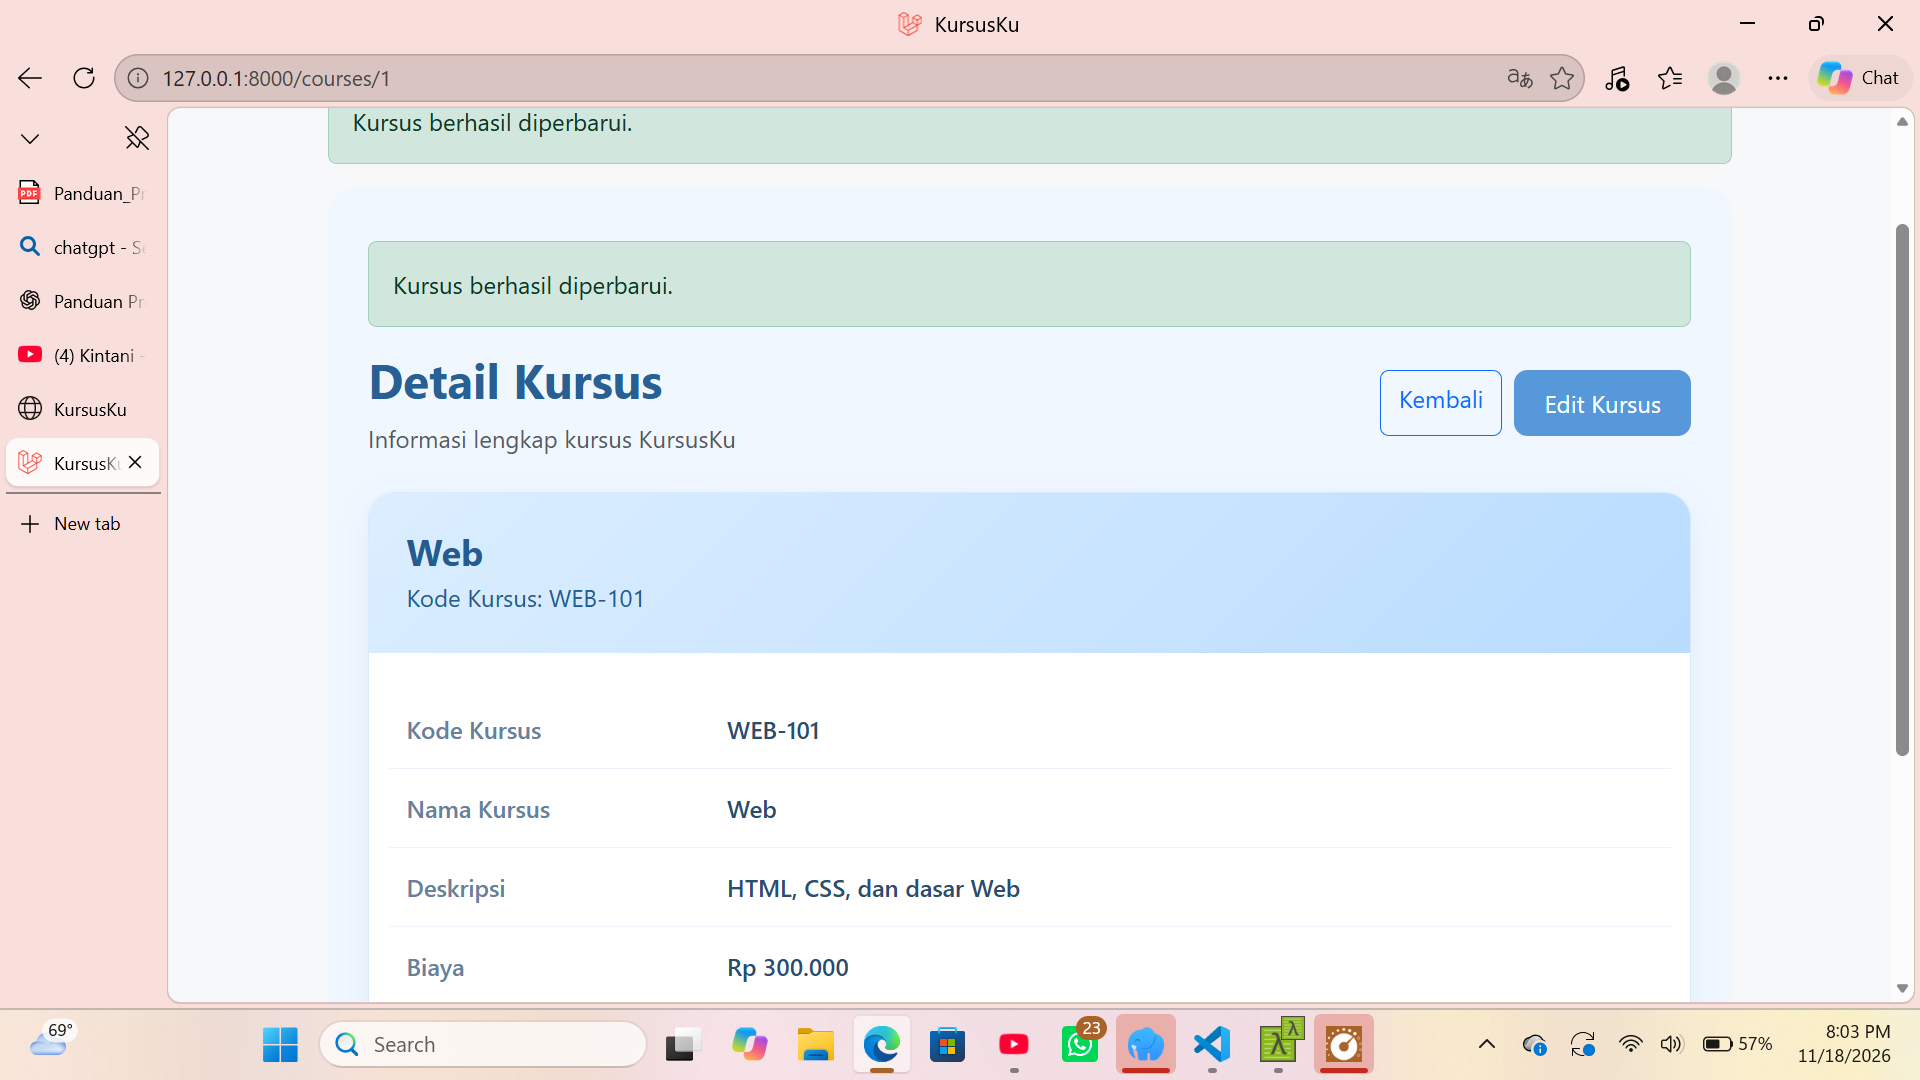 KursusKu
127.0.0.1:8000/courses/1
Chat
Panduan_Pr
chatgpt - Se
Panduan Pr
(4) Kintani -
KursusKu
KursusKu
New tab
Kursus berhasil diperbarui.
Kursus berhasil diperbarui.
Detail Kursus
Informasi lengkap kursus KursusKu
Kembali
Edit Kursus
Web
Kode Kursus: WEB-101
Kode Kursus WEB-101
Nama Kursus Web
Deskripsi HTML, CSS, dan dasar Web
Biaya Rp 300.000
69°
Search
23
57%
8:03 PM
11/18/2026